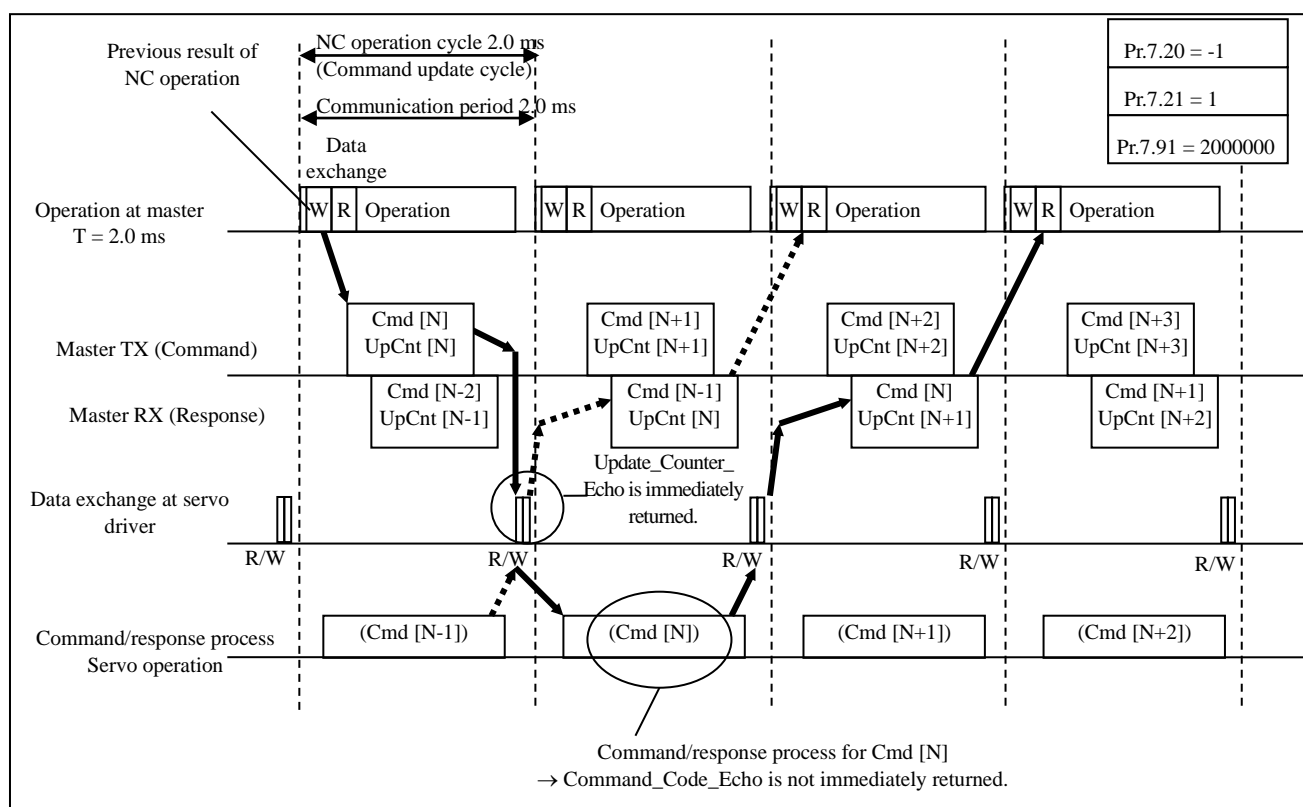 Previous result of
NC operation
NC operation cycle 2.0 ms
(Command update cycle)
Communication period 2.0 ms
Pr.7.20 = -1
Pr.7.21 = 1
Pr.7.91 = 2000000
Data
exchange
Operation at master
T = 2.0 ms
W R Operation
W R Operation
W R Operation
W R Operation
Master TX (Command)
Cmd [N]
UpCnt [N]
Cmd [N+1]
UpCnt [N+1]
Cmd [N+2]
UpCnt [N+2]
Cmd [N+3]
UpCnt [N+3]
Master RX (Response)
Cmd [N-2]
UpCnt [N-1]
Cmd [N-1]
UpCnt [N]
Cmd [N]
UpCnt [N+1]
Cmd [N+1]
UpCnt [N+2]
Update_Counter_
Echo is immediately
returned.
Data exchange at servo
driver
R/W
R/W
R/W
R/W
R/W
Command/response process
Servo operation
(Cmd [N-1])
(Cmd [N])
(Cmd [N+1])
(Cmd [N+2])
Command/response process for Cmd [N]
→ Command_Code_Echo is not immediately returned.